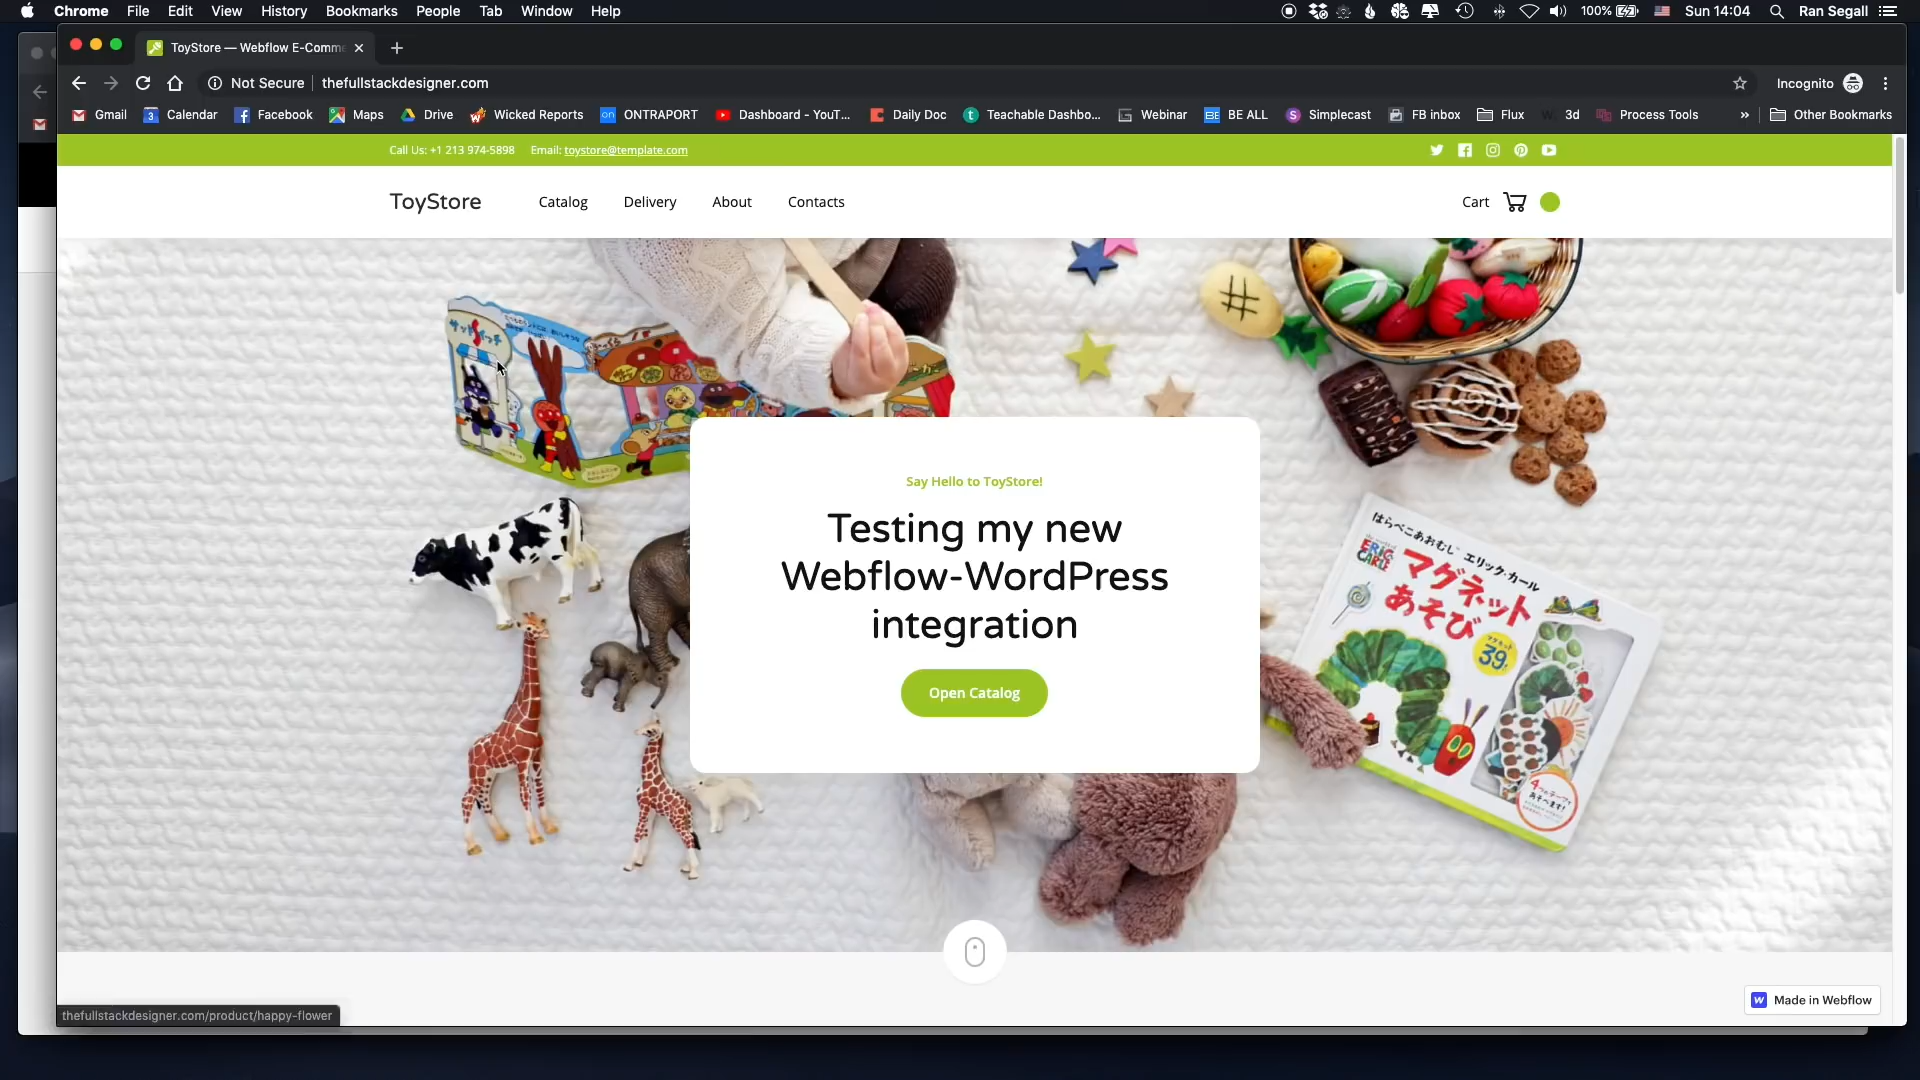 Chrome File Edit View History Bookmarks People Tab Window Help
100% Sun 14:04 Ran Segall
ToyStore — Webflow E-Comme
Not Secure thefullstackdesigner.com Incognito
Gmail Calendar Facebook Maps Drive Wicked Reports ONTRAPORT Dashboard - YouT... Daily Doc Teachable Dashbo... Webinar BE ALL Simplecast FB inbox Flux 3d Process Tools » Other Bookmarks
Call Us: +1 213 974-5898 Email: toystore@template.com
ToyStore Catalog Delivery About Contacts Cart
Say Hello to ToyStore!
Testing my new
Webflow-WordPress
integration
Open Catalog
はらぺこあおむし エリック・カール
ERIC
CARLE
マグネット
あそび
39
Made in Webflow
thefullstackdesigner.com/product/happy-flower